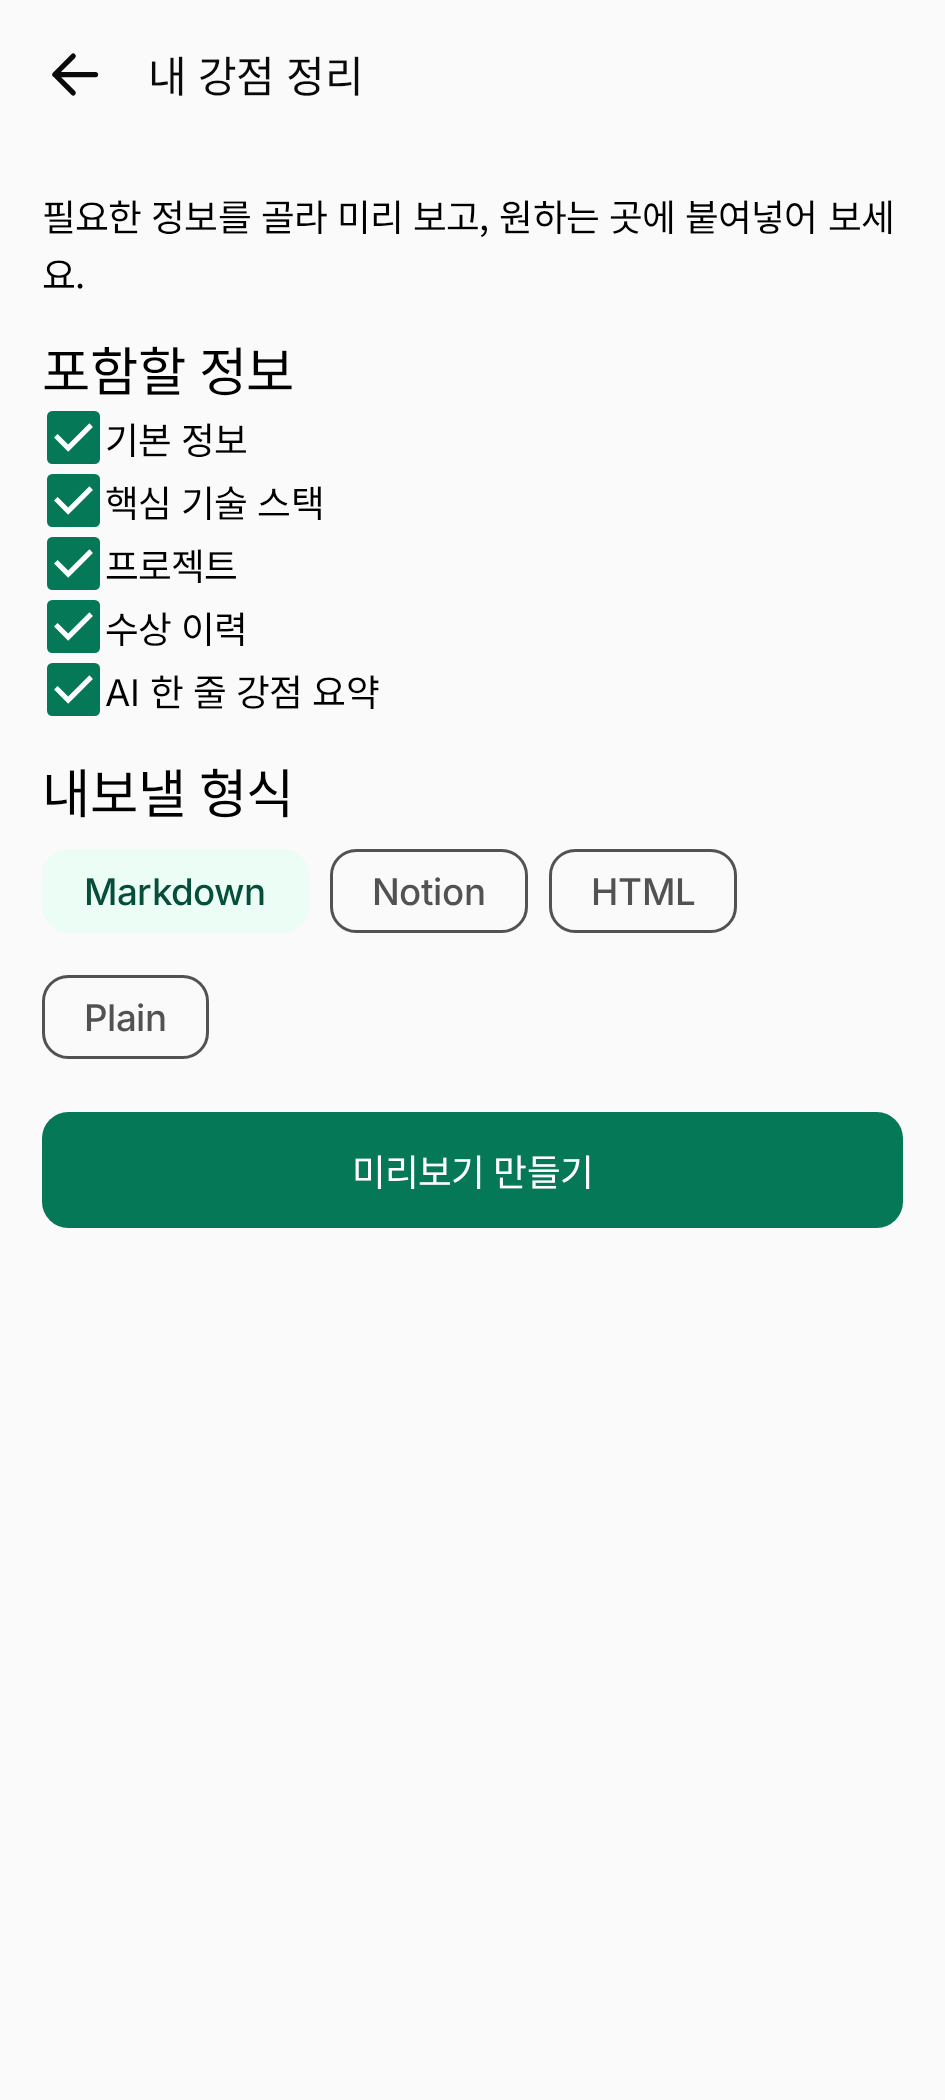 내 강점 정리
필요한 정보를 골라 미리 보고, 원하는 곳에 붙여넣어 보세
요.
포함할 정보
기본 정보
핵심 기술 스택
프로젝트
수상 이력
AI 한 줄 강점 요약
내보낼 형식
Markdown Notion HTML
Plain
미리보기 만들기